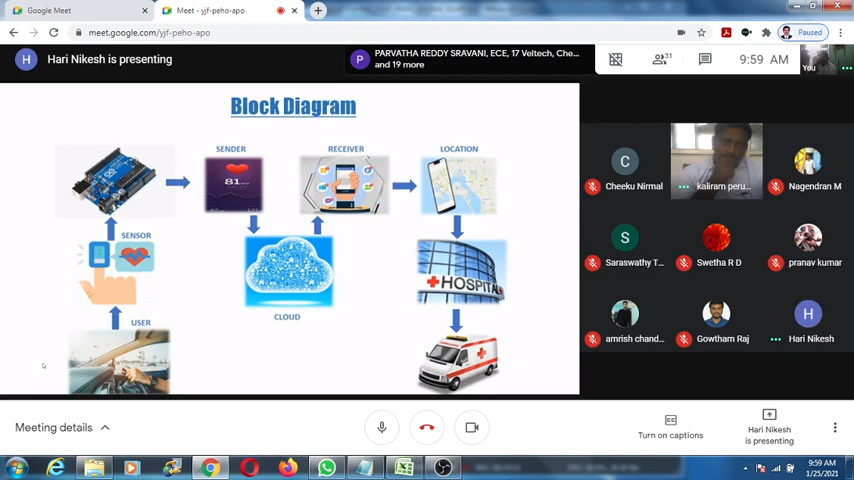 Google Meet
Meet - yjf-peho-apo
meet.google.com/yjf-peho-apo
Paused
H
Hari Nikesh is presenting
P
PARVATHA REDDY SRAVANI, ECE, 17 Veltech, Che...
and 19 more
31
9:59 AM
You
Block Diagram
SENDER
RECEIVER
LOCATION
81
SENSOR
HOSPITAL
CLOUD
USER
C
Cheeku Nirmal
kaliram peru...
Nagendran M
S
Saraswathy T...
Swetha R D
pranav kumar
amrish chand...
Gowtham Raj
H
Hari Nikesh
Meeting details
Turn on captions
Hari Nikesh
is presenting
9:59 AM
1/25/2021